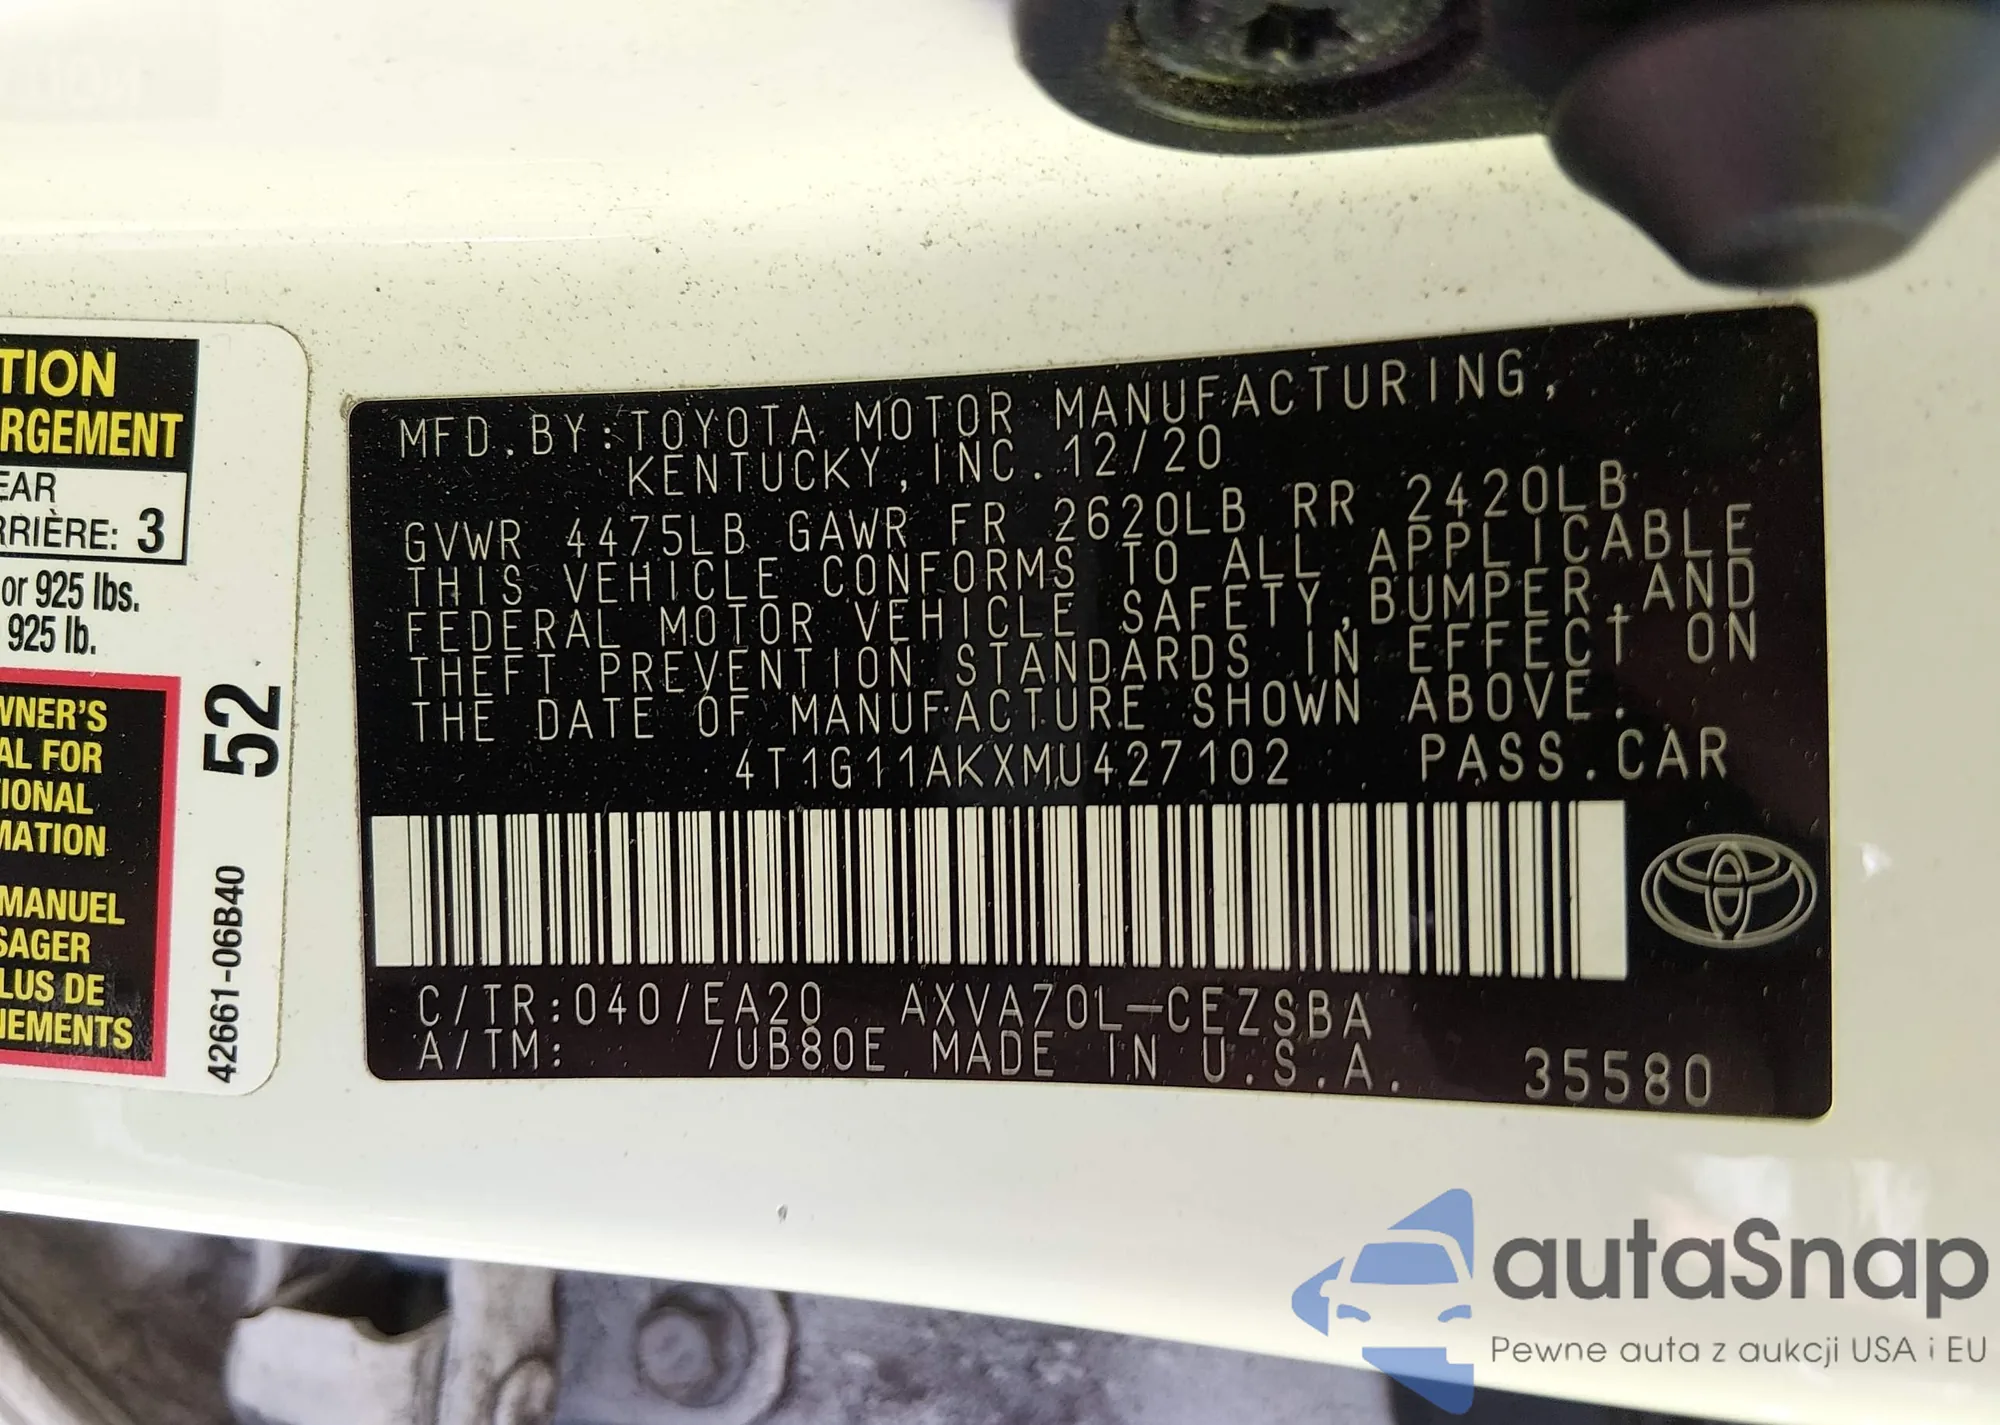 TION
RGEMENT
EAR
RRIÈRE: 3
or 925 lbs.
925 lb.
WNER'S
AL FOR
TIONAL
MATION
MANUEL
SAGER
LUS DE
NEMENTS
52
42661-06B40
MFD.BY:TOYOTA MOTOR MANUFACTURING,
KENTUCKY,INC.12/20
GVWR 4475LB GAWR FR 2620LB RR 2420LB
THIS VEHICLE CONFORMS TO ALL APPLICABLE
FEDERAL MOTOR VEHICLE SAFETY,BUMPER,AND
THEFT PREVENTION STANDARDS IN EFFECT ON
THE DATE OF MANUFACTURE SHOWN ABOVE.
4T1G11AKXMU427102 PASS.CAR
C/TR:040/EA20 AXVA70L-CEZSBA
A/TM: /UB80E MADE IN U.S.A. 35580
autaSnap
Pewne auta z aukcji USA i EU